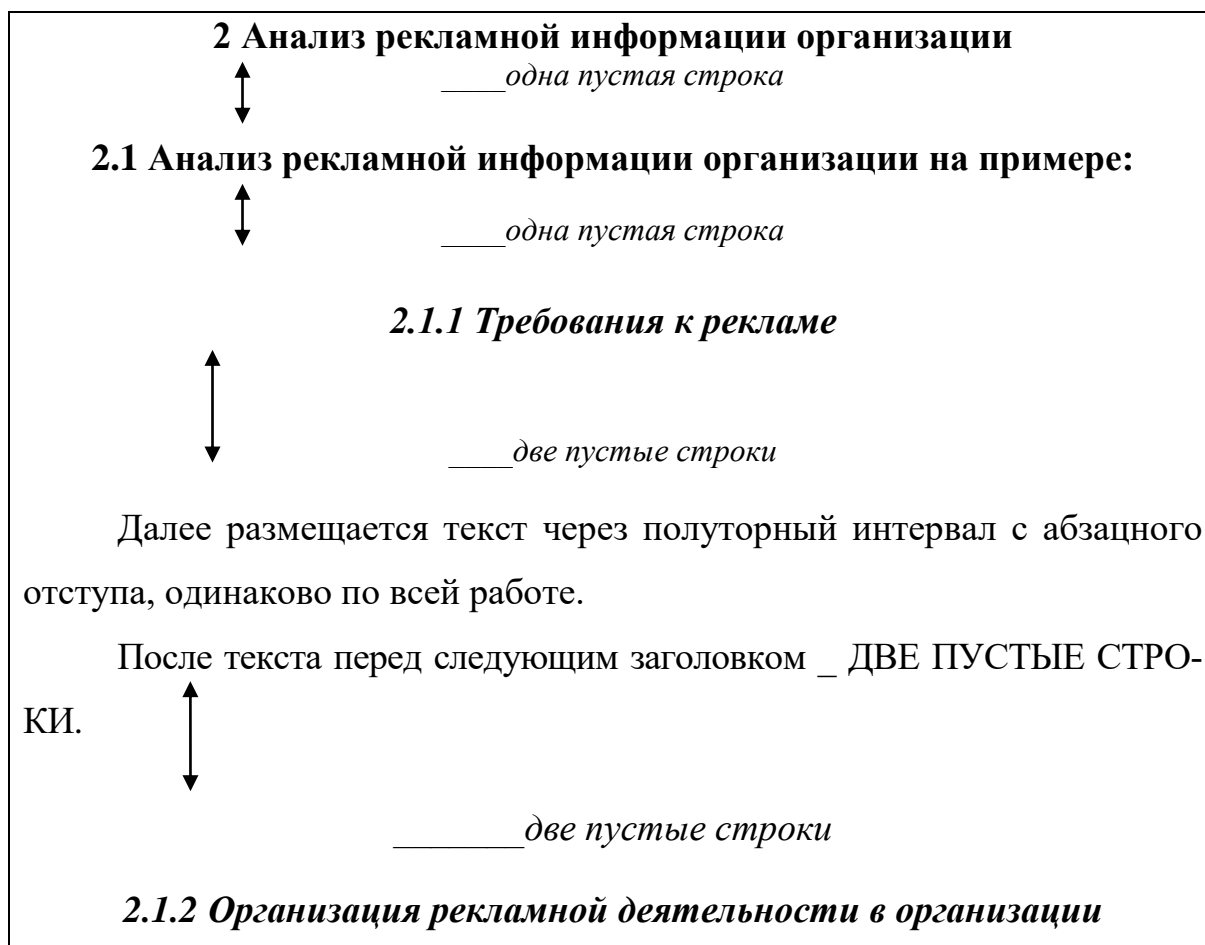 2 Анализ рекламной информации организации
____одна пустая строка
2.1 Анализ рекламной информации организации на примере:
____одна пустая строка
2.1.1 Требования к рекламе
____две пустые строки
Далее размещается текст через полуторный интервал с абзацного
отступа, одинаково по всей работе.
После текста перед следующим заголовком _ ДВЕ ПУСТЫЕ СТРО-
КИ.
_______две пустые строки
2.1.2 Организация рекламной деятельности в организации